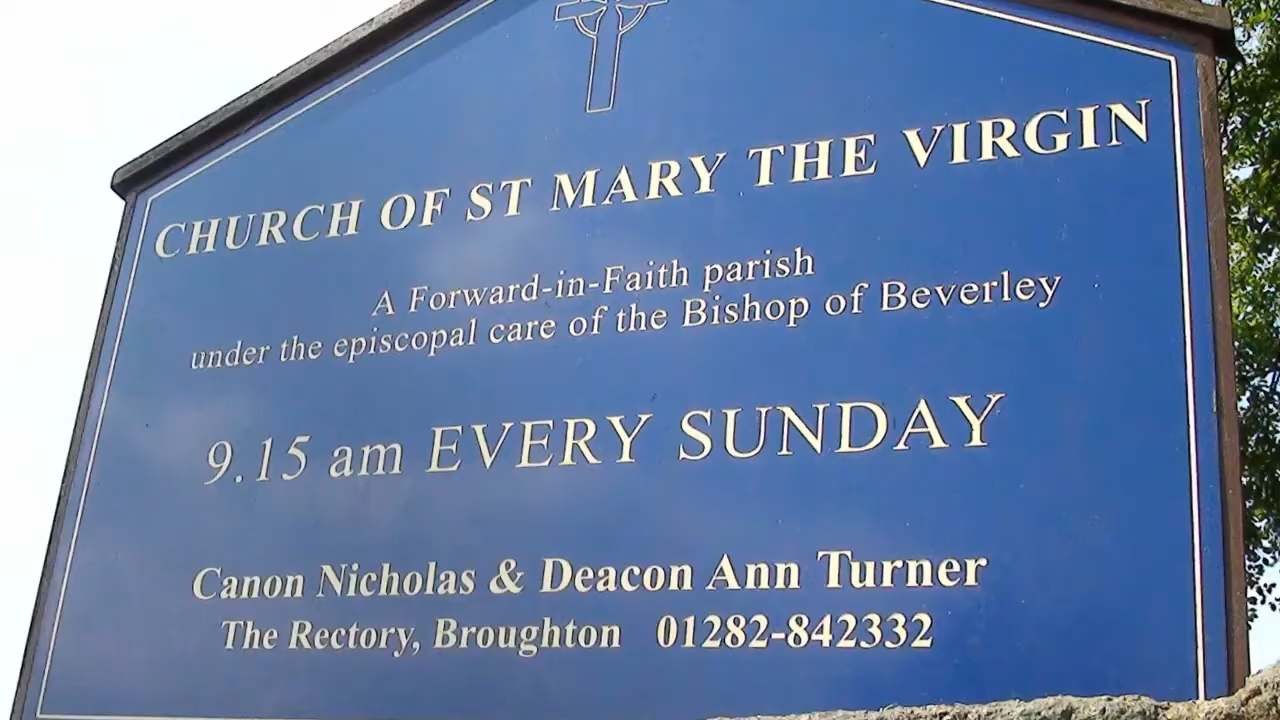 CHURCH OF ST MARY THE VIRGIN
A Forward-in-Faith parish
under the episcopal care of the Bishop of Beverley
9.15 am EVERY SUNDAY
Canon Nicholas & Deacon Ann Turner
The Rectory, Broughton 01282-842332